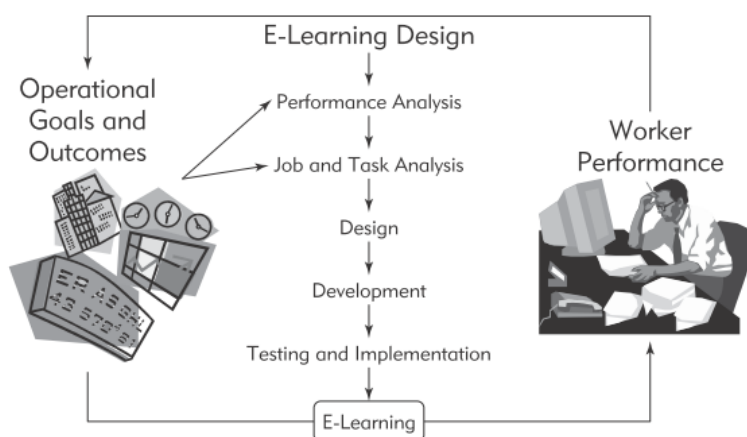 E-Learning Design
Operational
Goals and
Outcomes
Performance Analysis
Job and Task Analysis
Design
Development
Testing and Implementation
E-Learning
Worker
Performance